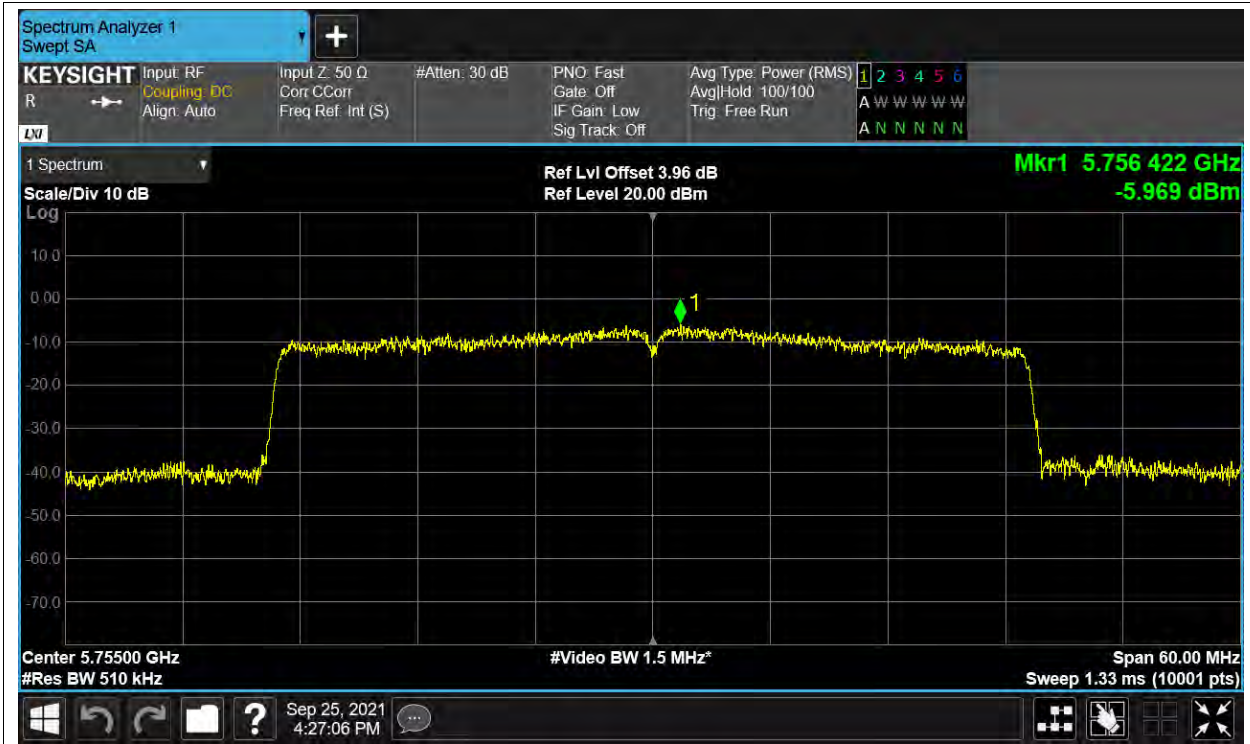 Spectrum Analyzer 1
Swept SA
+
KEYSIGHT Input: RF Input Z: 50 Ω #Atten: 30 dB PNO: Fast Avg Type: Power (RMS) 1 2 3 4 5 6
R Coupling: DC Corr CCorr Gate: Off Avg|Hold: 100/100 A W W W W W
Align: Auto Freq Ref: Int (S) IF Gain: Low Trig: Free Run
LXI Sig Track: Off A N N N N N
1 Spectrum Ref Lvl Offset 3.96 dB Mkr1 5.756 422 GHz
Scale/Div 10 dB Ref Level 20.00 dBm -5.969 dBm
Log
10.0
0.00
1
-10.0
-20.0
-30.0
-40.0
-50.0
-60.0
-70.0
Center 5.75500 GHz #Video BW 1.5 MHz* Span 60.00 MHz
#Res BW 510 kHz Sweep 1.33 ms (10001 pts)
? Sep 25, 2021
4:27:06 PM